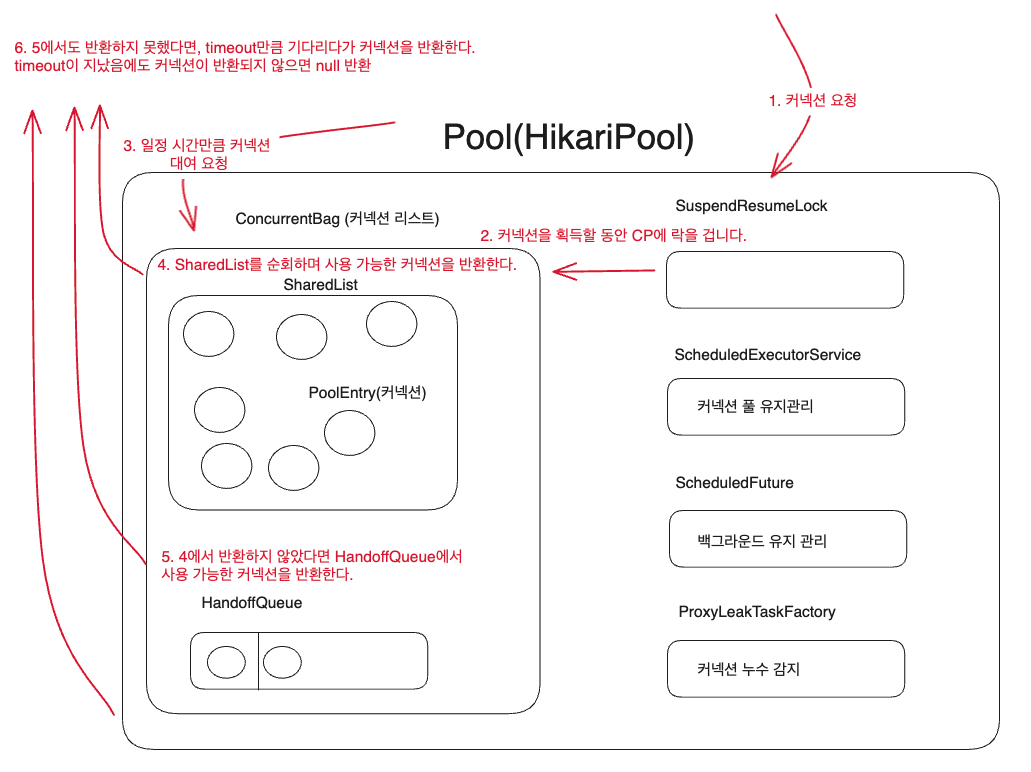 6. 5에서도 반환하지 못했다면, timeout만큼 기다리다가 커넥션을 반환한다.
timeout이 지났음에도 커넥션이 반환되지 않으면 null 반환
1. 커넥션 요청
3. 일정 시간만큼 커넥션
대여 요청
Pool(HikariPool)
ConcurrentBag (커넥션 리스트)
SuspendResumeLock
2. 커넥션을 획득할 동안 CP에 락을 겁니다.
4. SharedList를 순회하며 사용 가능한 커넥션을 반환한다.
SharedList
PoolEntry(커넥션)
ScheduledExecutorService
커넥션 풀 유지관리
ScheduledFuture
백그라운드 유지 관리
5. 4에서 반환하지 않았다면 HandoffQueue에서
사용 가능한 커넥션을 반환한다.
HandoffQueue
ProxyLeakTaskFactory
커넥션 누수 감지